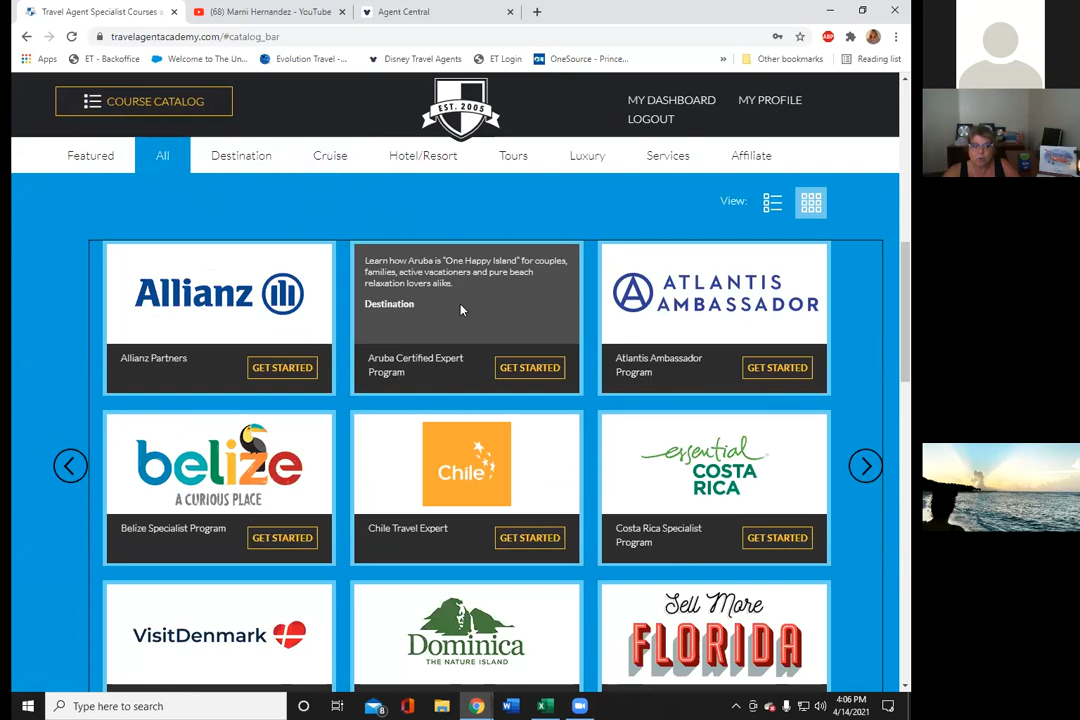 Travel Agent Specialist Courses a
(68) Marni Hernandez - YouTube
Agent Central
travelagentacademy.com/#catalog_bar
ABP
Apps
ET - Backoffice
Welcome to The Un...
Evolution Travel -...
Disney Travel Agents
ET Login
OneSource - Prince...
Other bookmarks
Reading list
COURSE CATALOG
EST. 2005
MY DASHBOARD
MY PROFILE
LOGOUT
Featured
All
Destination
Cruise
Hotel/Resort
Tours
Luxury
Services
Affiliate
View:
Allianz
Allianz Partners
GET STARTED
Learn how Aruba is "One Happy Island" for couples,
families, active vacationers and pure beach
relaxation lovers alike.
Destination
Aruba Certified Expert
Program
GET STARTED
ATLANTIS
AMBASSADOR
Atlantis Ambassador
Program
GET STARTED
belize
A CURIOUS PLACE
Belize Specialist Program
GET STARTED
Chile
Chile Travel Expert
GET STARTED
essential
COSTA
RICA
Costa Rica Specialist
Program
GET STARTED
VisitDenmark
Dominica
THE NATURE ISLAND
Sell More
FLORIDA
Type here to search
8
4:06 PM
4/14/2021